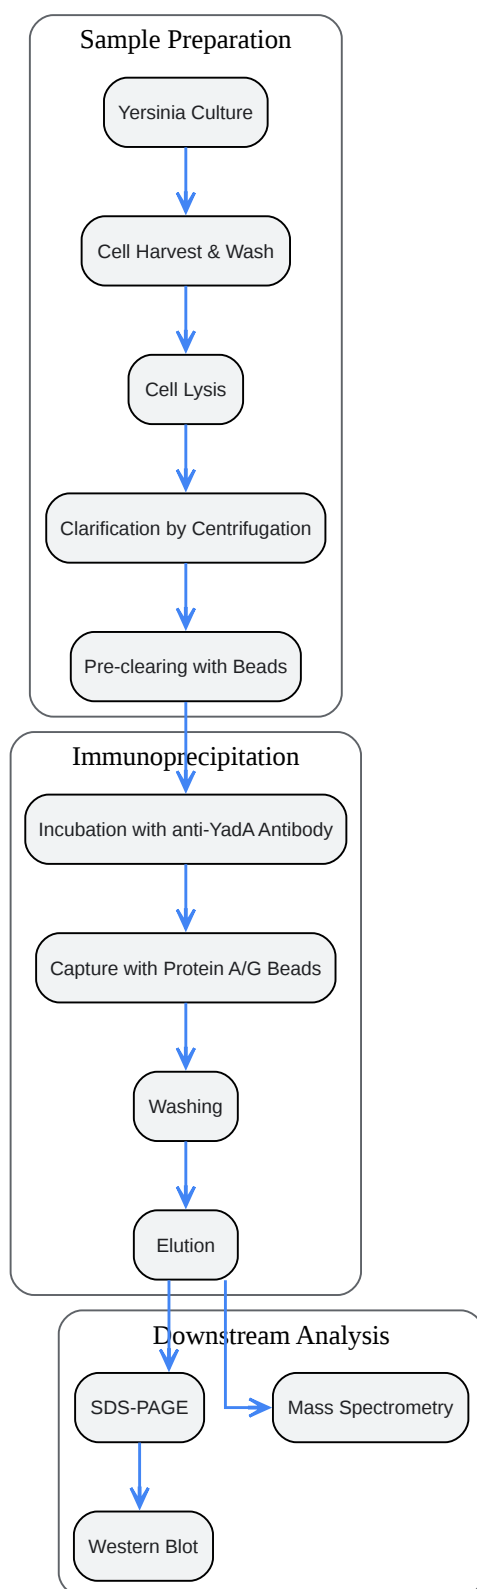 Sample Preparation
Yersinia Culture
Cell Harvest & Wash
Cell Lysis
Clarification by Centrifugation
Pre-clearing with Beads
Immunoprecipitation
Incubation with anti-YadA Antibody
Capture with Protein A/G Beads
Washing
Elution
Downstream Analysis
SDS-PAGE
Mass Spectrometry
Western Blot